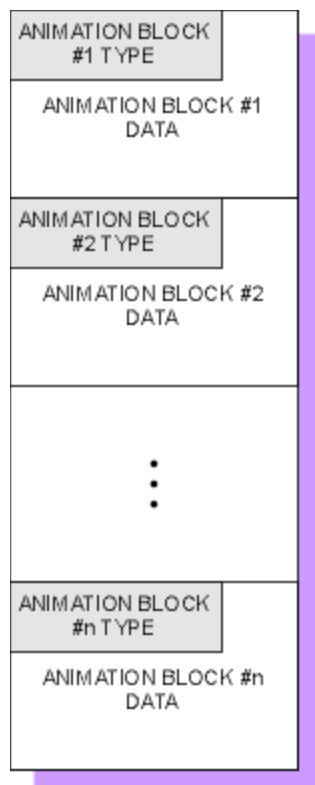 ANIMATION BLOCK
#1 TYPE
ANIMATION BLOCK #1
DATA
ANIMATION BLOCK
#2 TYPE
ANIMATION BLOCK #2
DATA
ANIMATION BLOCK
#n TYPE
ANIMATION BLOCK #n
DATA